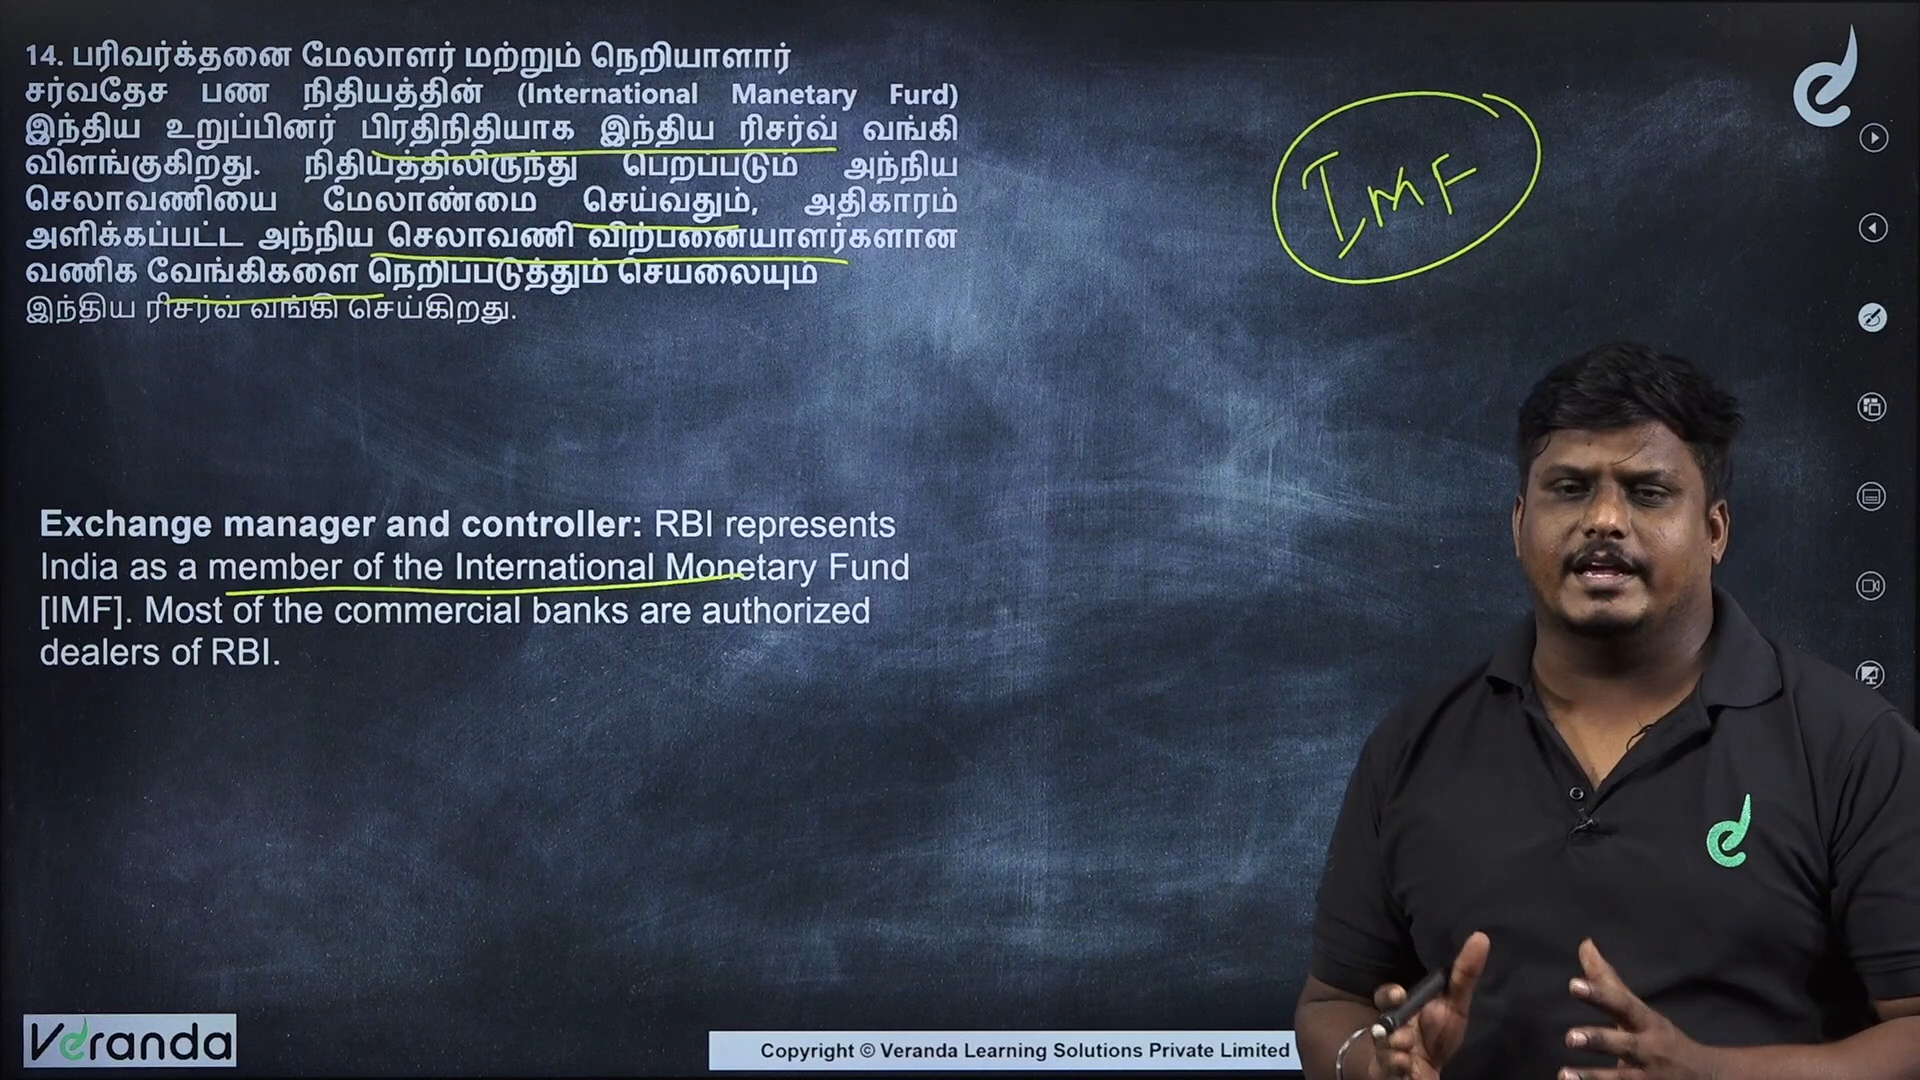 14. பரிவர்த்தனை மேலாளர் மற்றும் நெறியாளார்
சர்வதேச பண நிதியத்தின் (International Manetary Furd)
இந்திய உறுப்பினர் பிரதிநிதியாக இந்திய ரிசர்வ் வங்கி
விளங்குகிறது. நிதியத்திலிருந்து பெறப்படும் அந்நிய
செலாவணியை மேலாண்மை செய்வதும், அதிகாரம்
அளிக்கப்பட்ட அந்நிய செலாவணி விற்பனையாளர்களான
வணிக வேங்கிகளை நெறிப்படுத்தும் செயலையும்
இந்திய ரிசர்வ் வங்கி செய்கிறது.
IMF
Exchange manager and controller: RBI represents
India as a member of the International Monetary Fund
[IMF]. Most of the commercial banks are authorized
dealers of RBI.
Veranda
Copyright © Veranda Learning Solutions Private Limited